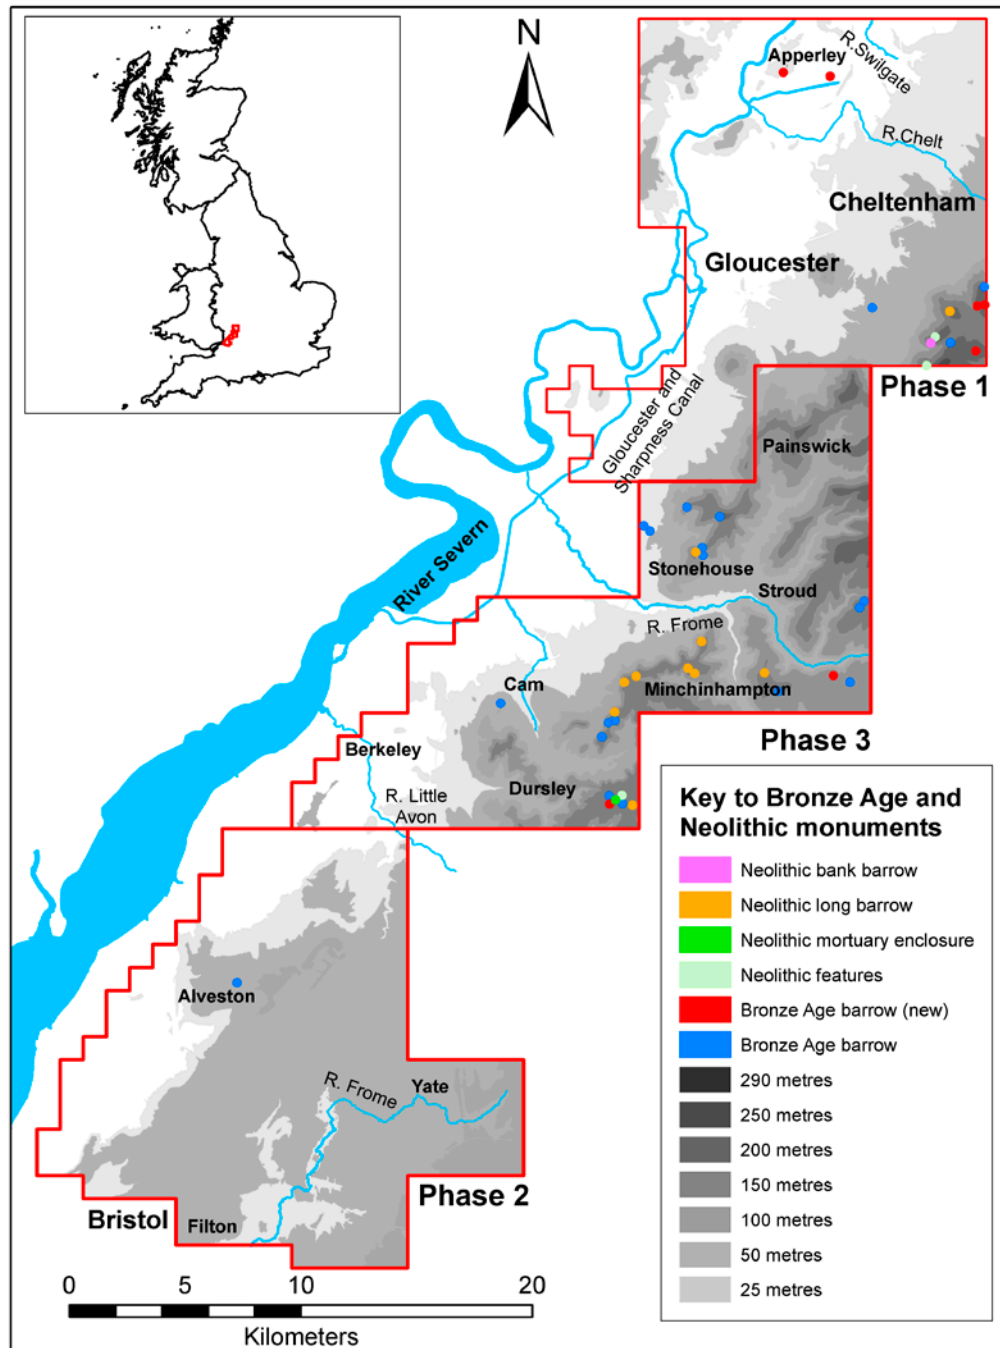 N
Apperley
R.Swilgate
R.Chelt
Cheltenham
Gloucester
Phase 1
Gloucester and
Sharpness Canal
Painswick
River Severn
Stonehouse
Stroud
R. Frome
Cam
Minchinhampton
Berkeley
Phase 3
Dursley
R. Little
Avon
Key to Bronze Age and
Neolithic monuments
Neolithic bank barrow
Neolithic long barrow
Neolithic mortuary enclosure
Neolithic features
Bronze Age barrow (new)
Bronze Age barrow
290 metres
250 metres
200 metres
150 metres
100 metres
50 metres
25 metres
Alveston
R. Frome
Yate
Phase 2
Bristol
Filton
0 5 10 20
Kilometers